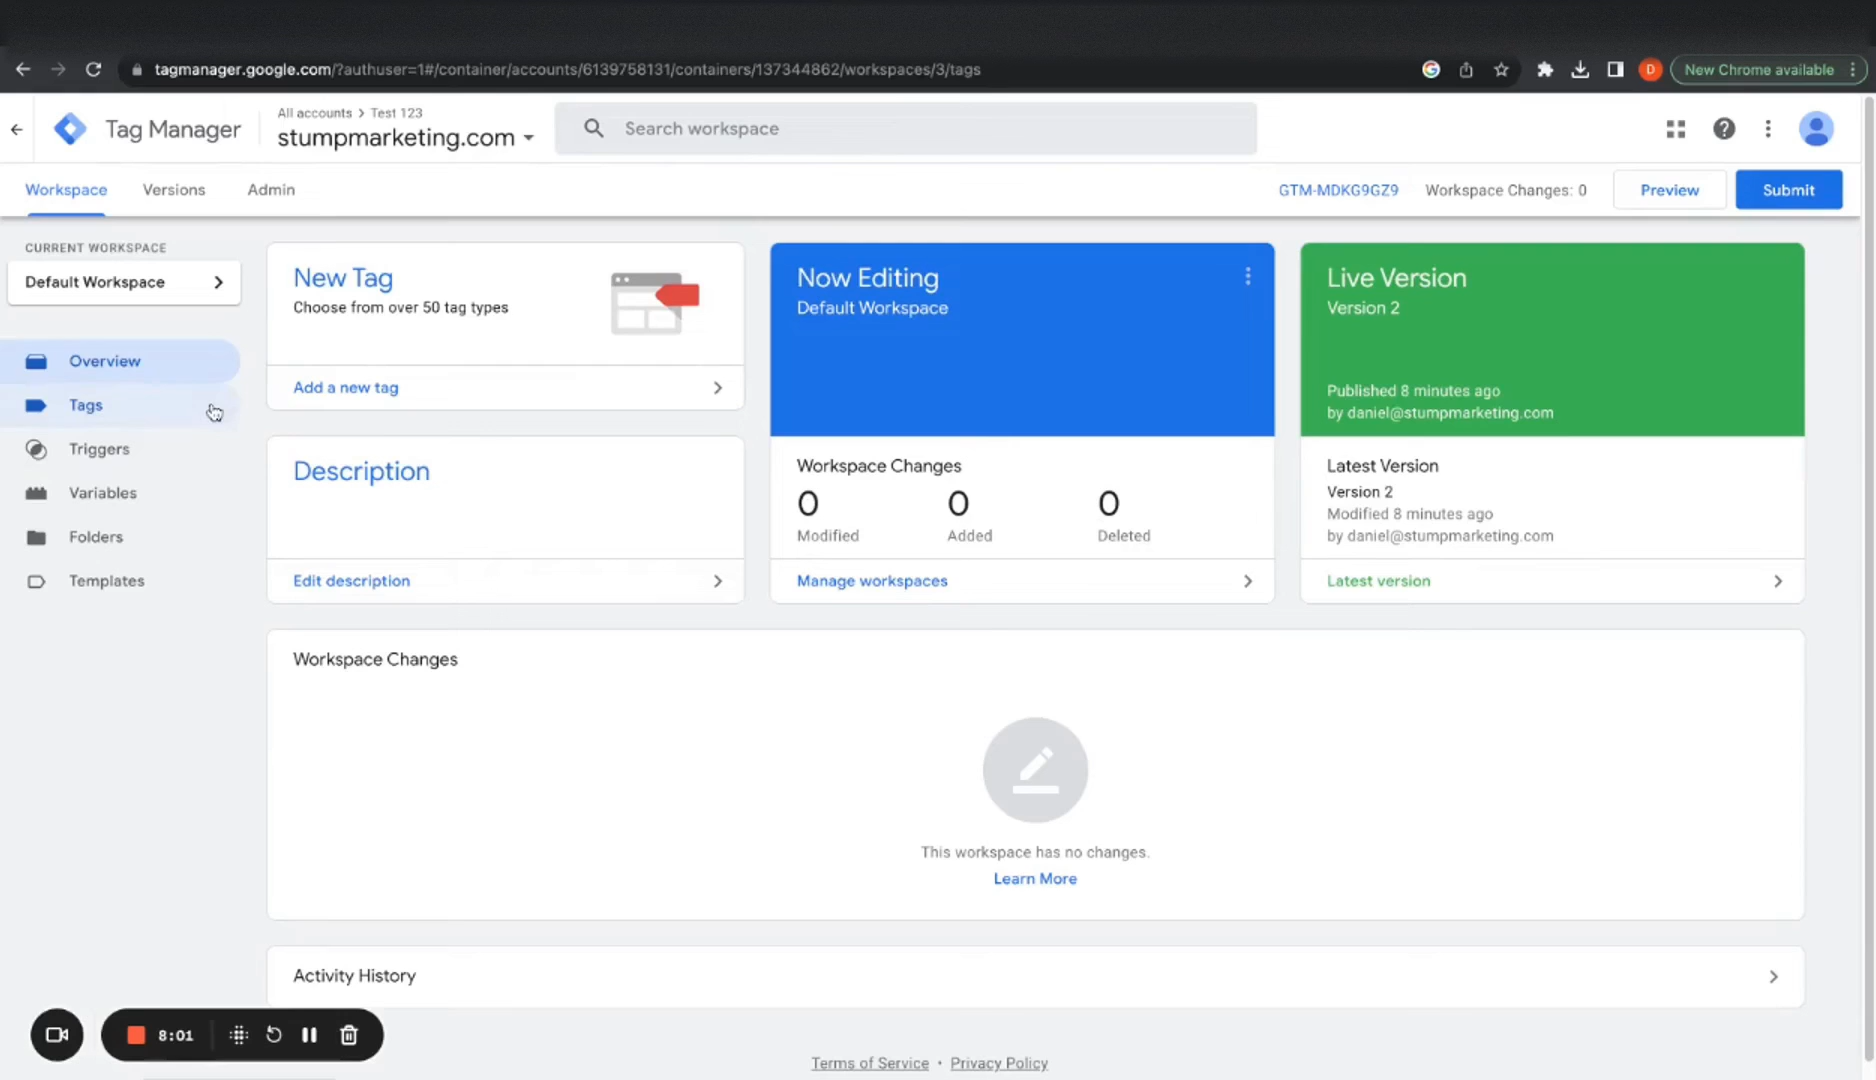 tagmanager.google.com/?authuser=1#/container/accounts/6139758131/containers/137344862/workspaces/3/tags
D
New Chrome available
Tag Manager
All accounts > Test 123
stumpmarketing.com
Search workspace
Workspace
Versions
Admin
GTM-MDKG9GZ9
Workspace Changes: 0
Preview
Submit
CURRENT WORKSPACE
Default Workspace
Overview
Tags
Triggers
Variables
Folders
Templates
New Tag
Choose from over 50 tag types
Add a new tag
Description
Edit description
Now Editing
Default Workspace
Workspace Changes
0 0 0
Modified Added Deleted
Manage workspaces
Live Version
Version 2
Published 8 minutes ago
by daniel@stumpmarketing.com
Latest Version
Version 2
Modified 8 minutes ago
by daniel@stumpmarketing.com
Latest version
Workspace Changes
This workspace has no changes.
Learn More
Activity History
8:01
Terms of Service · Privacy Policy